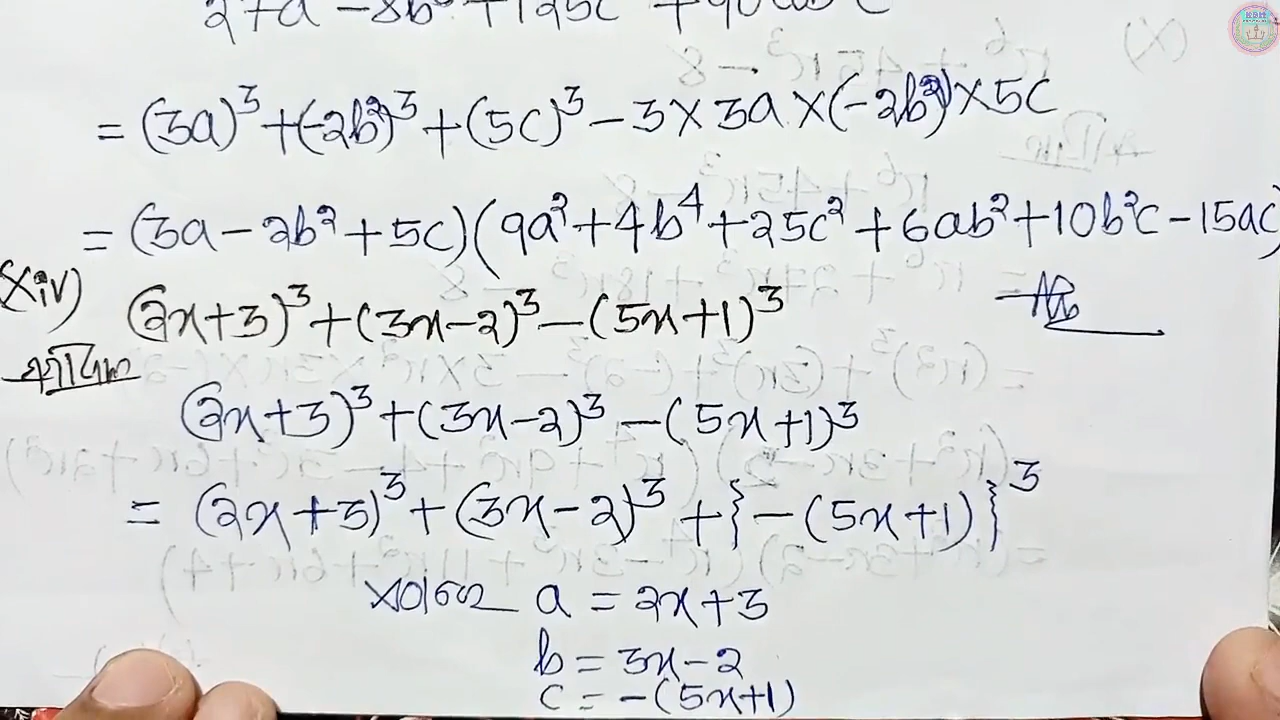 = (3a)³ + (-2b²)³ + (5c)³ - 3 × 3a × (-2b²) × 5c
= (3a - 2b² + 5c) (9a² + 4b⁴ + 25c² + 6ab² + 10b²c - 15ac)
(xiv) (2x+3)³ + (3x-2)³ - (5x+1)³
(2x+3)³ + (3x-2)³ - (5x+1)³
= (2x+3)³ + (3x-2)³ + {-(5x+1)}³
a = 2x+3
b = 3x-2
c = -(5x+1)